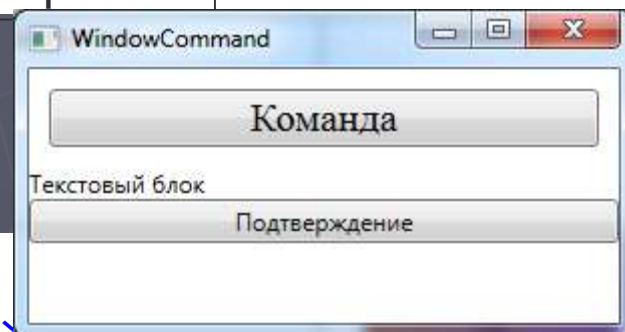 WindowCommand
Команда
Текстовый блок
Подтверждение